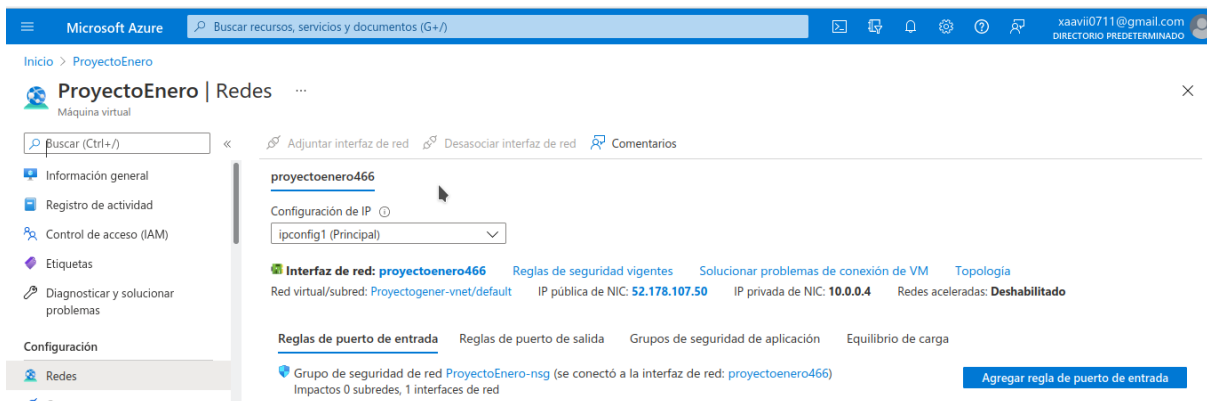 Microsoft Azure
Buscar recursos, servicios y documentos (G+/)
xaavii0711@gmail.com
DIRECTORIO PREDETERMINADO
Inicio > ProyectoEnero
ProyectoEnero | Redes ...
Máquina virtual
Buscar (Ctrl+/)
«
Adjuntar interfaz de red
Desasociar interfaz de red
Comentarios
Información general
Registro de actividad
Control de acceso (IAM)
Etiquetas
Diagnosticar y solucionar
problemas
Configuración
Redes
proyectoenero466
Configuración de IP
ipconfig1 (Principal)
Interfaz de red: proyectoenero466 Reglas de seguridad vigentes Solucionar problemas de conexión de VM Topología
Red virtual/subred: Proyectogener-vnet/default IP pública de NIC: 52.178.107.50 IP privada de NIC: 10.0.0.4 Redes aceleradas: Deshabilitado
Reglas de puerto de entrada Reglas de puerto de salida Grupos de seguridad de aplicación Equilibrio de carga
Grupo de seguridad de red ProyectoEnero-nsg (se conectó a la interfaz de red: proyectoenero466)
Impactos 0 subredes, 1 interfaces de red
Agregar regla de puerto de entrada